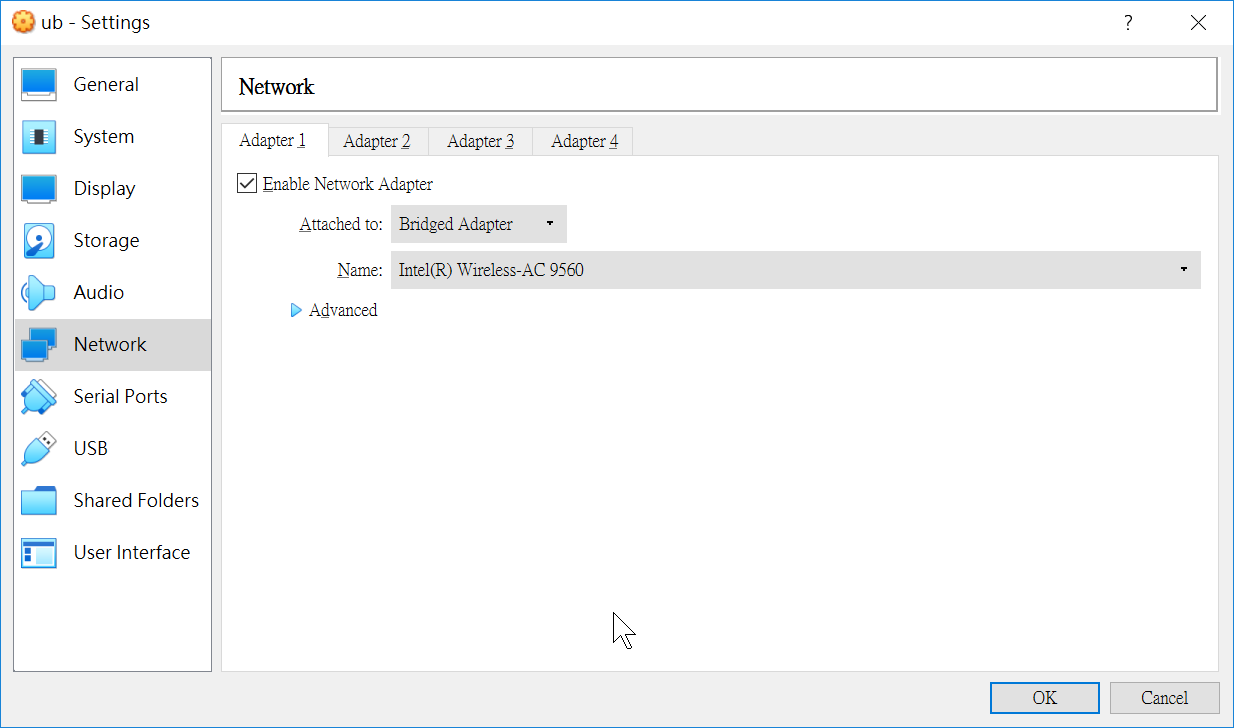 ub - Settings
?
General
System
Display
Storage
Audio
Network
Serial Ports
USB
Shared Folders
User Interface
Network
Adapter 1 Adapter 2 Adapter 3 Adapter 4
Enable Network Adapter
Attached to: Bridged Adapter
Name: Intel(R) Wireless-AC 9560
Advanced
OK Cancel